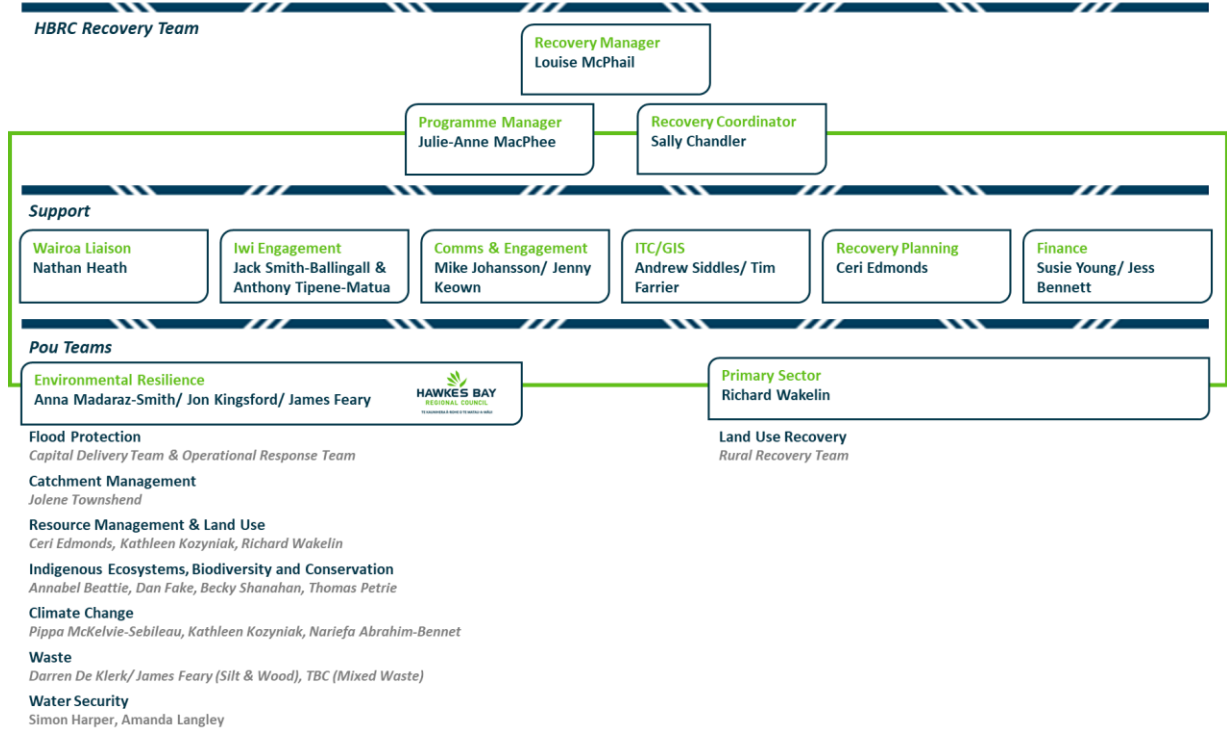 HBRC Recovery Team
Recovery Manager
Louise McPhail
Programme Manager
Julie-Anne MacPhee
Recovery Coordinator
Sally Chandler
Support
Wairoa Liaison
Nathan Heath
Iwi Engagement
Jack Smith-Ballingall &
Anthony Tipene-Matua
Comms & Engagement
Mike Johansson/ Jenny
Keown
ITC/GIS
Andrew Siddles/ Tim
Farrier
Recovery Planning
Ceri Edmonds
Finance
Susie Young/ Jess
Bennett
Pou Teams
Environmental Resilience
Anna Madaraz-Smith/ Jon Kingsford/ James Feary
HAWKES BAY
REGIONAL COUNCIL
Primary Sector
Richard Wakelin
Flood Protection
Capital Delivery Team & Operational Response Team
Catchment Management
Jolene Townshend
Resource Management & Land Use
Ceri Edmonds, Kathleen Kozyniak, Richard Wakelin
Indigenous Ecosystems, Biodiversity and Conservation
Annabel Beattie, Dan Fake, Becky Shanahan, Thomas Petrie
Climate Change
Pippa McKelvie-Sebileau, Kathleen Kozyniak, Nariefa Abrahim-Bennet
Waste
Darren De Klerk/ James Feary (Silt & Wood), TBC (Mixed Waste)
Water Security
Simon Harper, Amanda Langley
Land Use Recovery
Rural Recovery Team